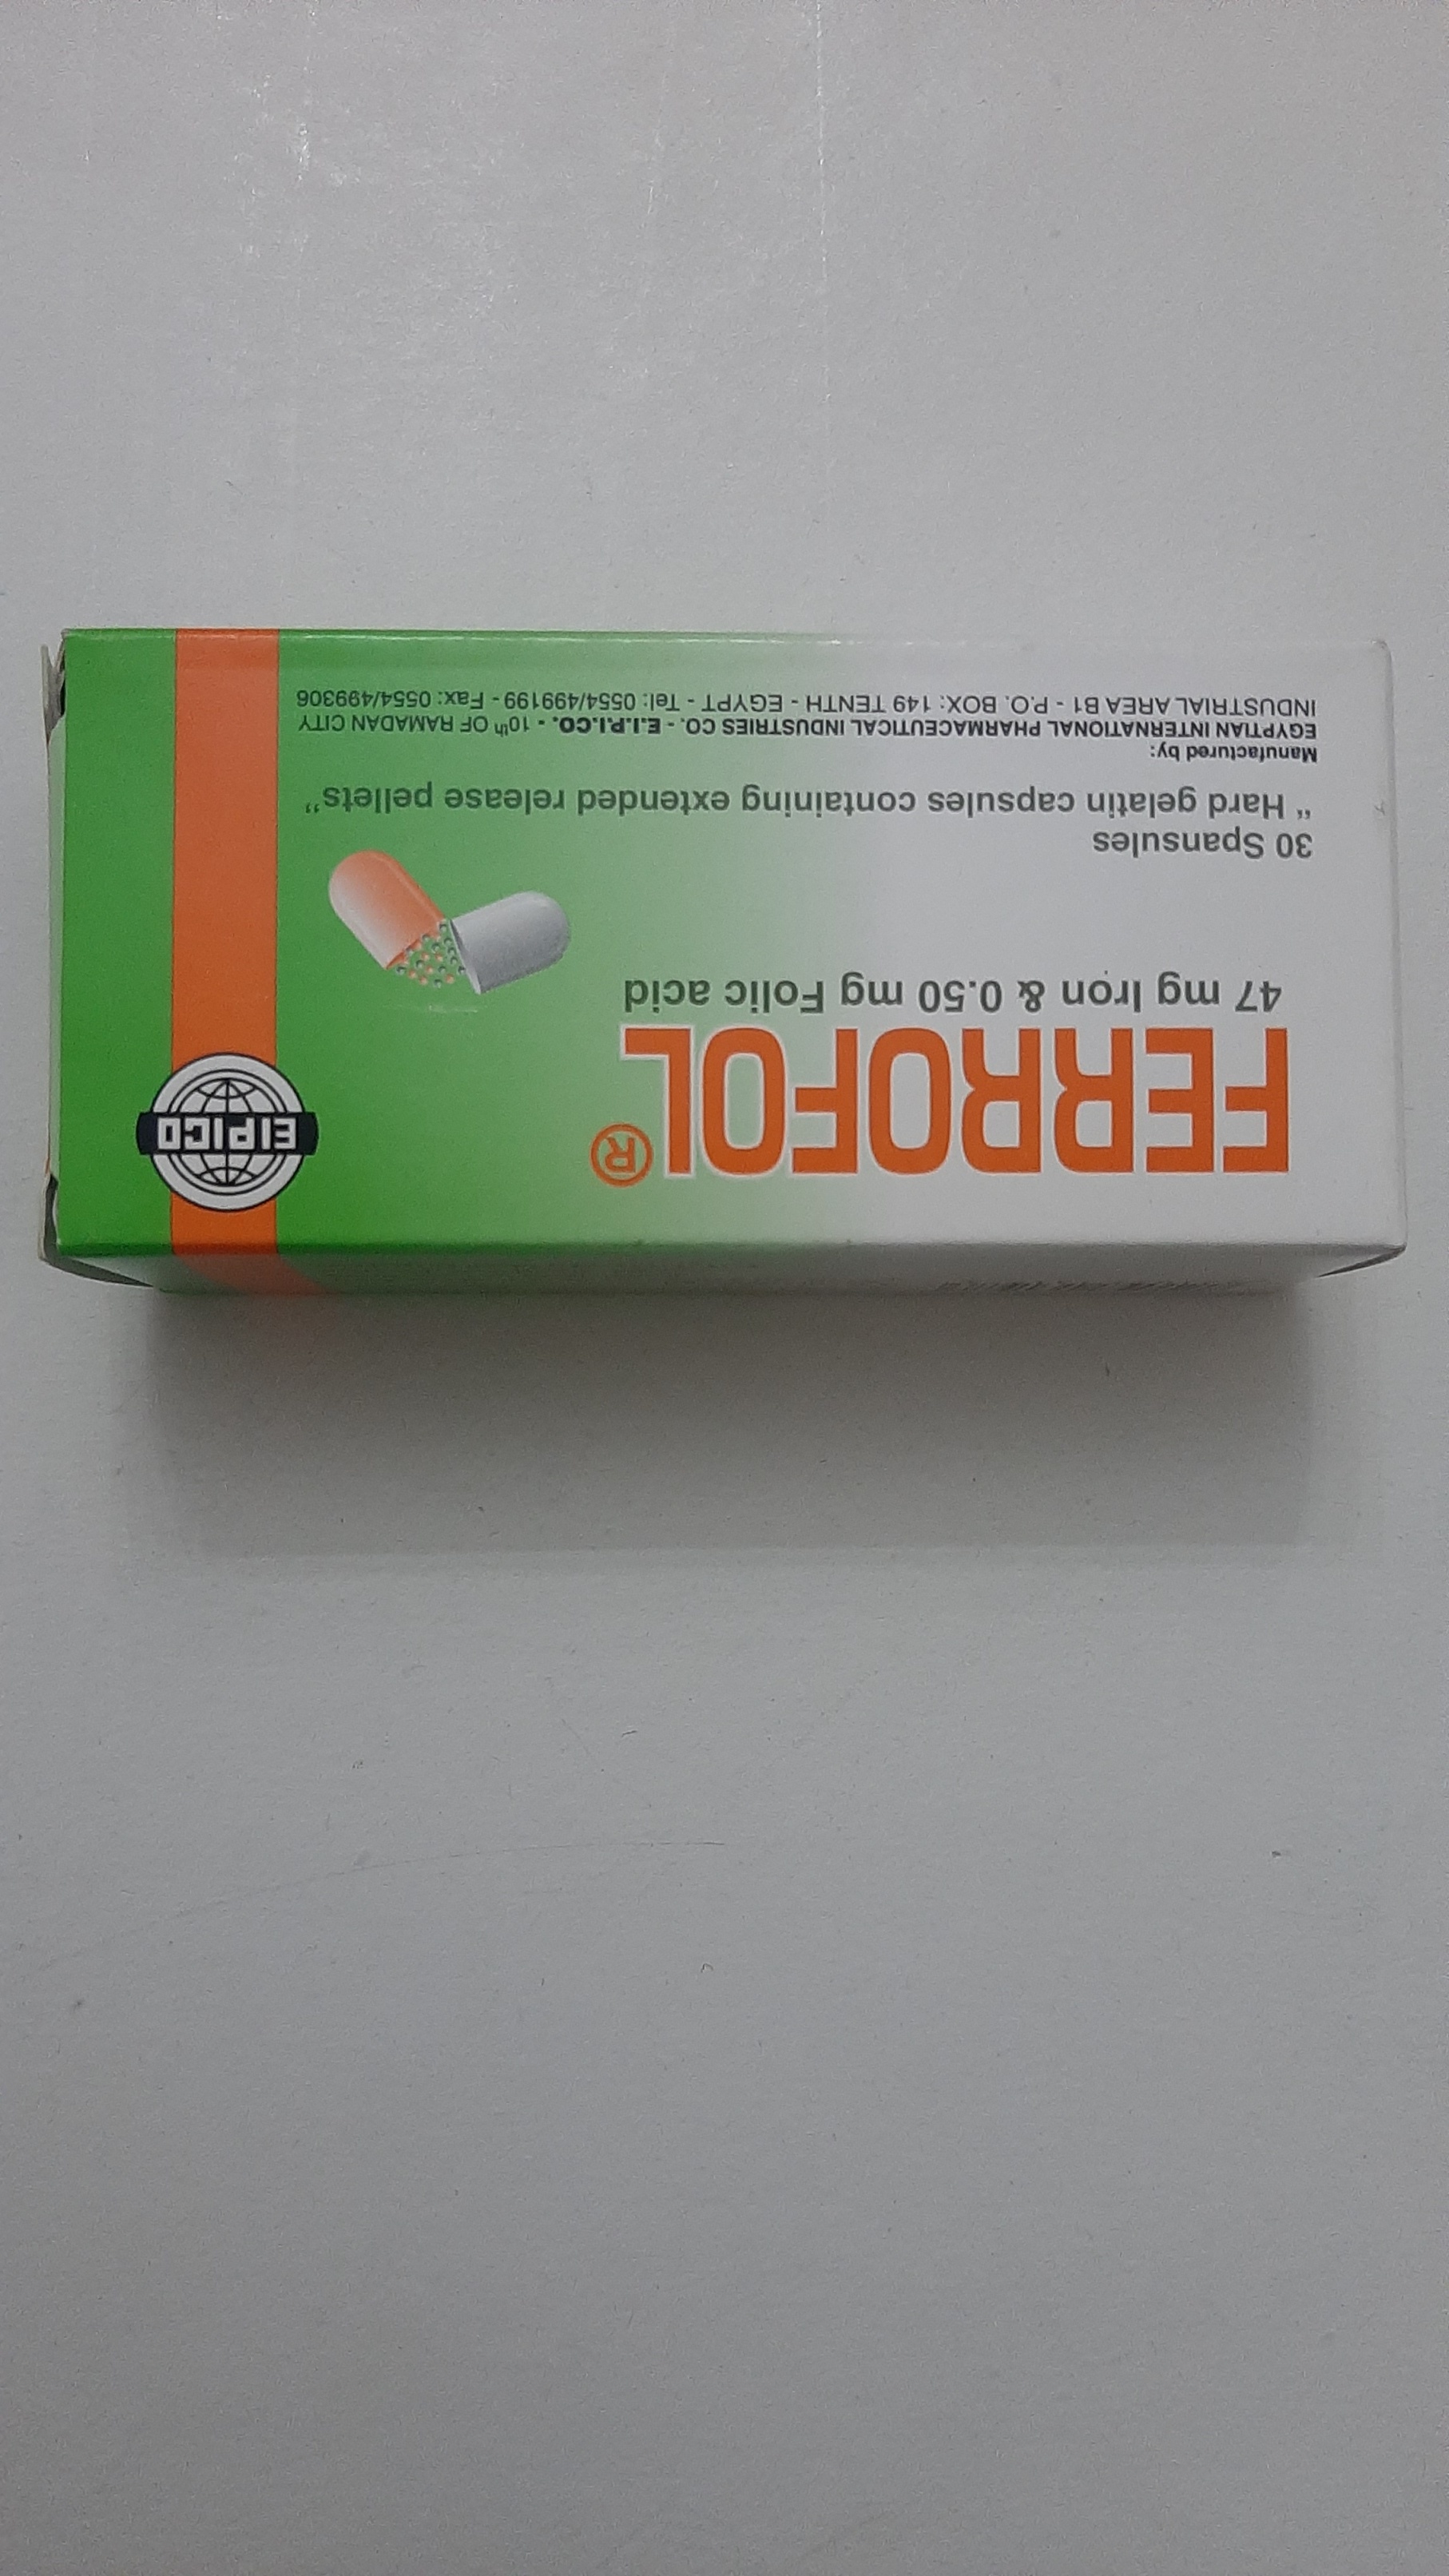 FERROFOL®
47 mg Iron & 0.50 mg Folic acid
EIPICO
30 Spansules
" Hard gelatin capsules containing extended release pellets"
Manufactured by:
EGYPTIAN INTERNATIONAL PHARMACEUTICAL INDUSTRIES CO. - E.I.P.I.CO. - 10th OF RAMADAN CITY
INDUSTRIAL AREA B1 - P.O. BOX: 149 TENTH - EGYPT - Tel: 0554/499199 - Fax: 0554/499306